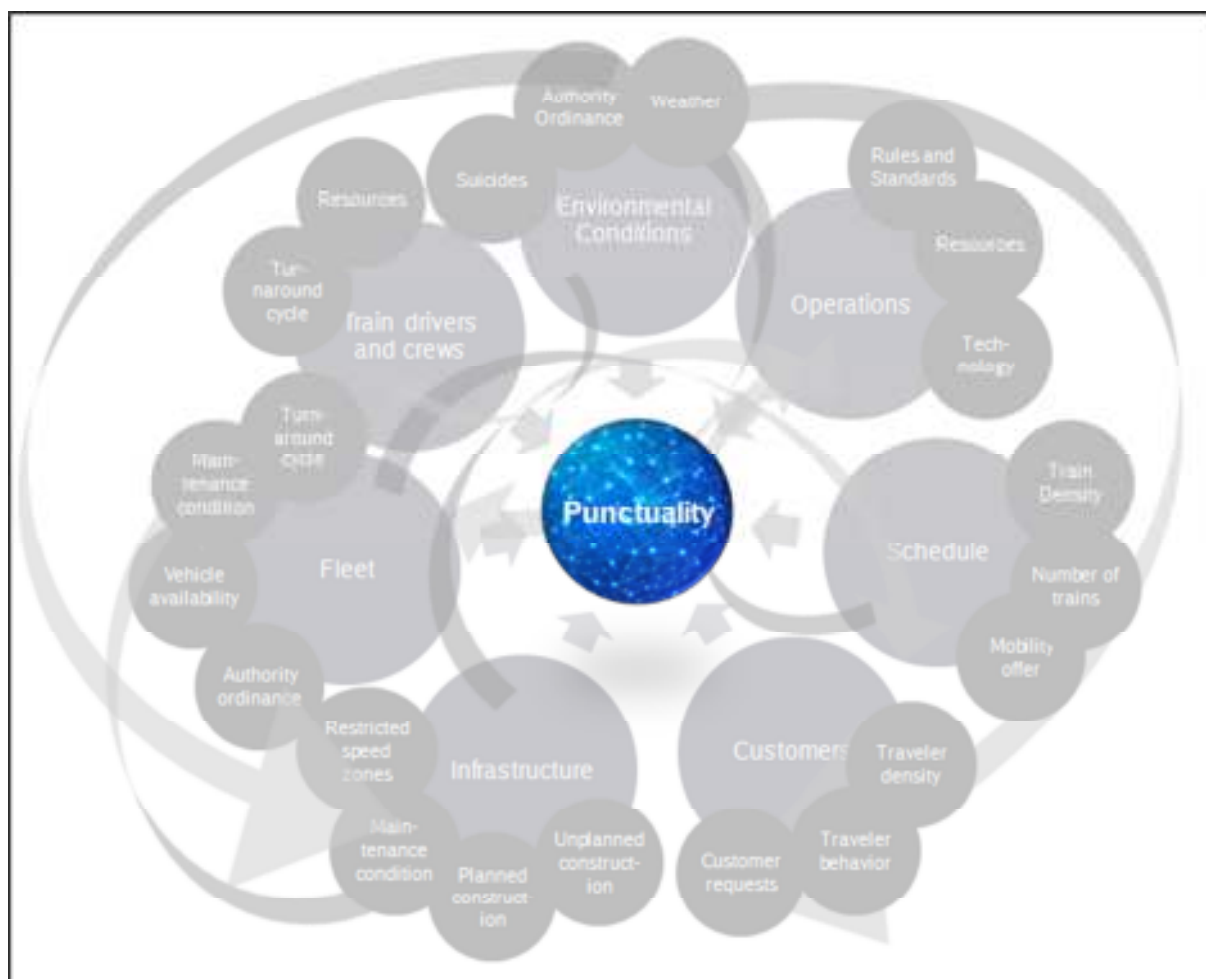 Authority
Ordinance
Weather
Suicides
Environmental
Conditions
Rules and
Standards
Resources
Tech-
nology
Operations
Resources
Tur-
naround
cycle
Train drivers
and crews
Punctuality
Turn-
around
cycle
Main-
tenance
condition
Vehicle
availability
Authority
ordinance
Fleet
Train
Density
Number of
trains
Mobility
offer
Schedule
Restricted
speed
zones
Main-
tenance
condition
Planned
construct-
ion
Unplanned
construct-
ion
Infrastructure
Customers
Traveler
density
Traveler
behavior
Customer
requests